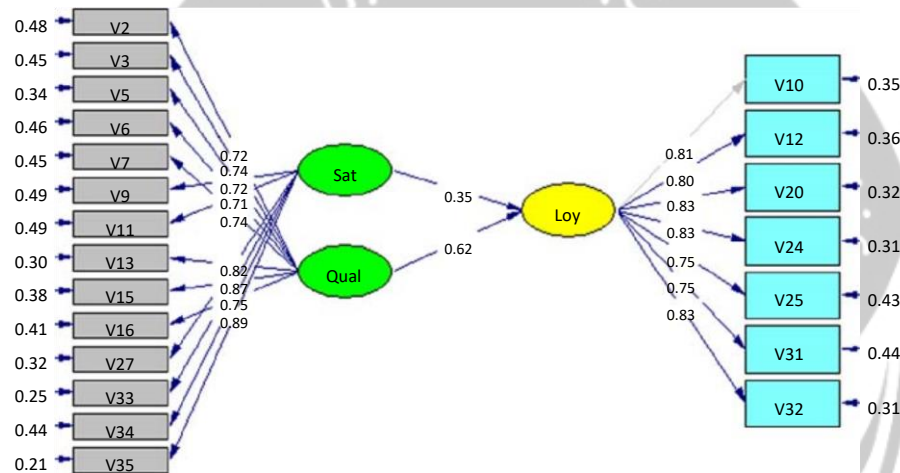 0.48 V2
0.45 V3
0.34 V5
0.46 V6
0.45 V7
0.49 V9
0.49 V11
0.30 V13
0.38 V15
0.41 V16
0.32 V27
0.25 V33
0.44 V34
0.21 V35
0.72
0.74
0.72
0.71
0.74
0.82
0.87
0.75
0.89
Sat
Qual
0.35
0.62
Loy
0.81
0.80
0.83
0.83
0.75
0.75
0.83
V10 0.35
V12 0.36
V20 0.32
V24 0.31
V25 0.43
V31 0.44
V32 0.31